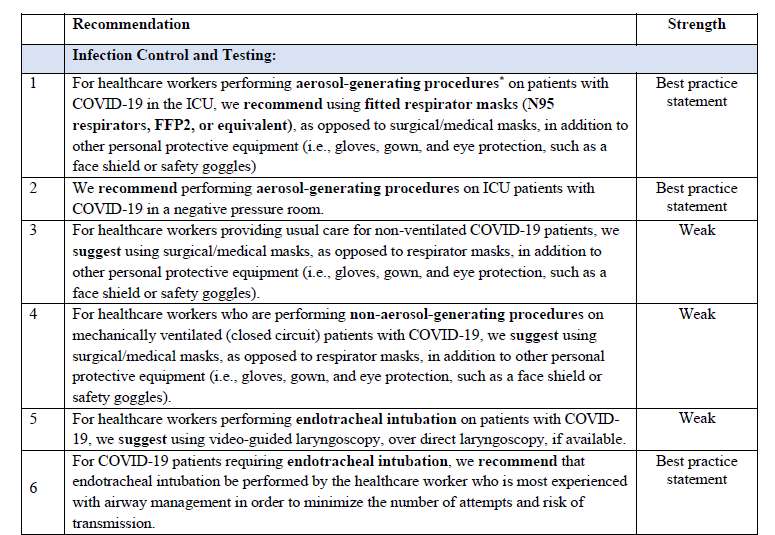 Recommendation Strength
Infection Control and Testing:
1 For healthcare workers performing aerosol-generating procedures* on patients with Best practice
COVID-19 in the ICU, we recommend using fitted respirator masks (N95 statement
respirators, FFP2, or equivalent), as opposed to surgical/medical masks, in addition to
other personal protective equipment (i.e., gloves, gown, and eye protection, such as a
face shield or safety goggles)
2 We recommend performing aerosol-generating procedures on ICU patients with Best practice
COVID-19 in a negative pressure room. statement
3 For healthcare workers providing usual care for non-ventilated COVID-19 patients, we Weak
suggest using surgical/medical masks, as opposed to respirator masks, in addition to
other personal protective equipment (i.e., gloves, gown, and eye protection, such as a
face shield or safety goggles).
4 For healthcare workers who are performing non-aerosol-generating procedures on Weak
mechanically ventilated (closed circuit) patients with COVID-19, we suggest using
surgical/medical masks, as opposed to respirator masks, in addition to other personal
protective equipment (i.e., gloves, gown, and eye protection, such as a face shield or
safety goggles).
5 For healthcare workers performing endotracheal intubation on patients with COVID- Weak
19, we suggest using video-guided laryngoscopy, over direct laryngoscopy, if available.
6 For COVID-19 patients requiring endotracheal intubation, we recommend that Best practice
endotracheal intubation be performed by the healthcare worker who is most experienced statement
with airway management in order to minimize the number of attempts and risk of
transmission.